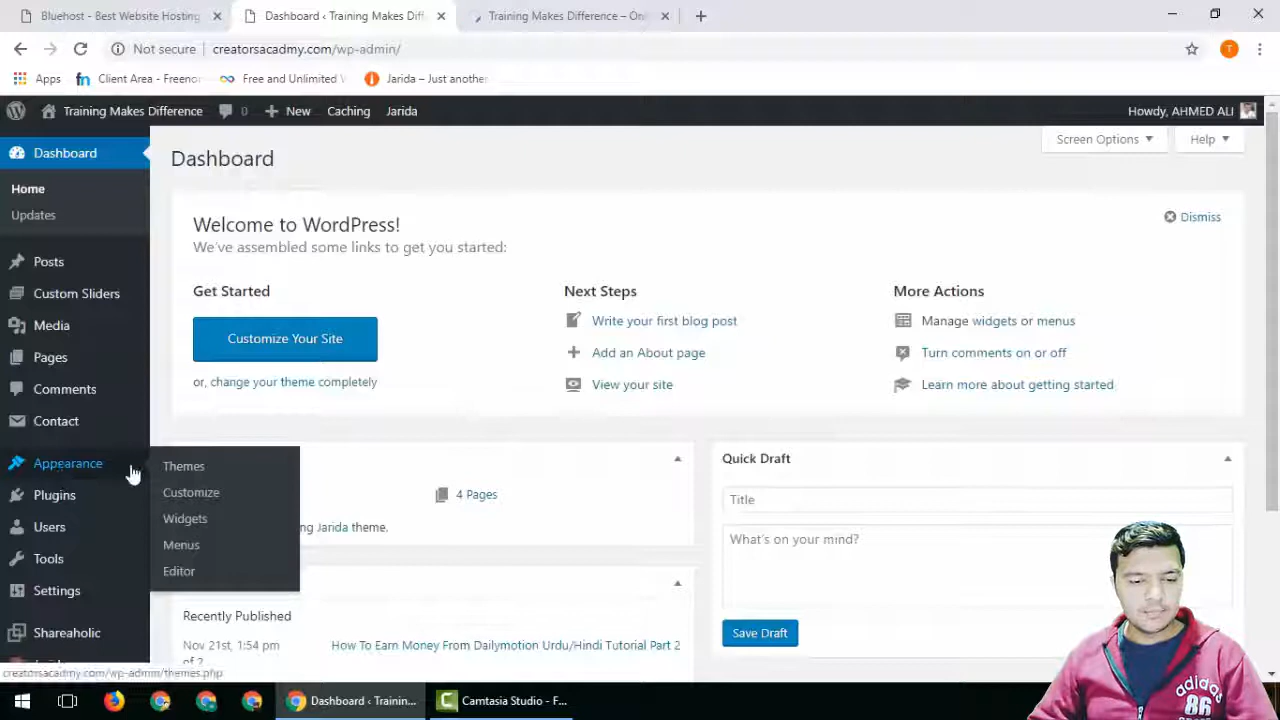 Bluehost - Best Website Hosting
Dashboard ‹ Training Makes Diff
Training Makes Difference – Onl
Not secure
creatorsacadmy.com/wp-admin/
T
Apps
fn
Client Area - Freeno
Free and Unlimited
Jarida – Just anothe
Training Makes Difference
0
New
Caching
Jarida
Howdy, AHMED ALI
Dashboard
Home
Updates
Posts
Custom Sliders
Media
Pages
Comments
Contact
Appearance
Plugins
Users
Tools
Settings
Shareaholic
Themes
Customize
Widgets
Menus
Editor
Screen Options
Help
Dashboard
Welcome to WordPress!
We've assembled some links to get you started:
Dismiss
Get Started
Customize Your Site
or, change your theme completely
Next Steps
Write your first blog post
Add an About page
View your site
More Actions
Manage widgets or menus
Turn comments on or off
Learn more about getting started
4 Pages
ng Jarida theme.
Recently Published
Nov 21st, 1:54 pm
How To Earn Money From Dailymotion Urdu/Hindi Tutorial Part 2
of 2
Quick Draft
Title
What's on your mind?
Save Draft
creatorsacadmy.com/wp-admin/themes.php
Dashboard ‹ Trainin...
C
Camtasia Studio - F...
adidas
86